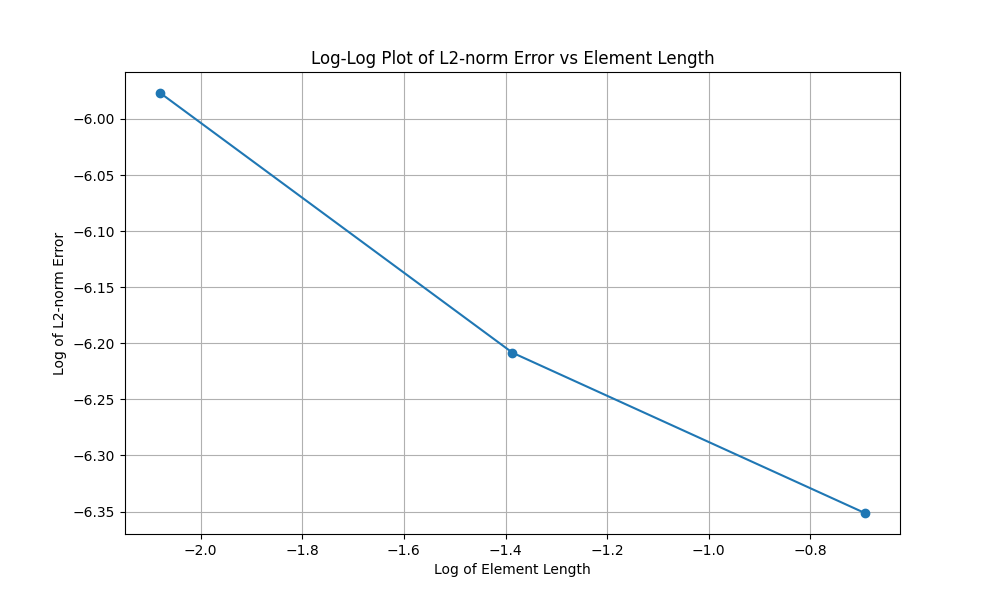 Log-Log Plot of L2-norm Error vs Element Length
Log of L2-norm Error
−6.00
−6.05
−6.10
−6.15
−6.20
−6.25
−6.30
−6.35
−2.0 −1.8 −1.6 −1.4 −1.2 −1.0 −0.8
Log of Element Length